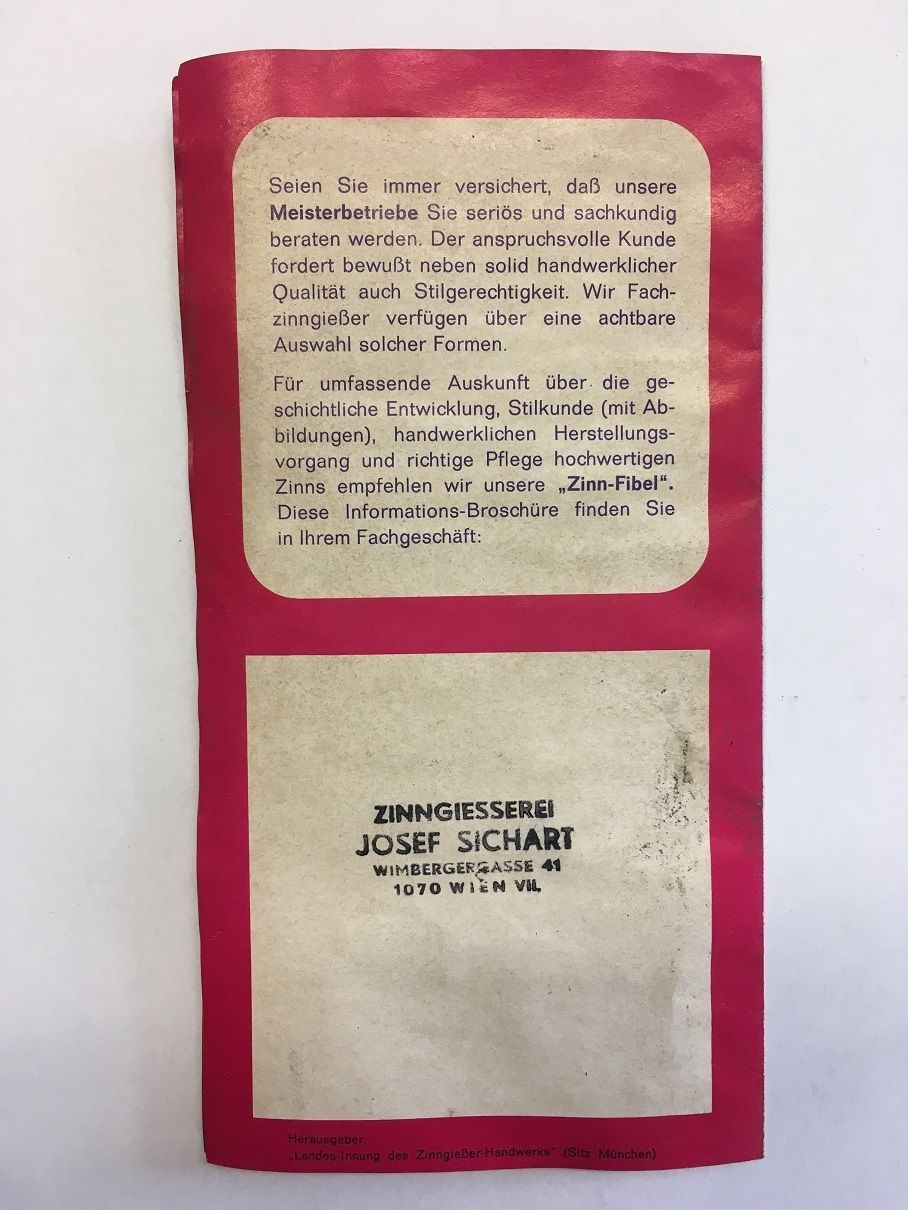 Seien Sie immer versichert, daß unsere
Meisterbetriebe Sie seriös und sachkundig
beraten werden. Der anspruchsvolle Kunde
fordert bewußt neben solid handwerklicher
Qualität auch Stilgerechtigkeit. Wir Fach-
zinngießer verfügen über eine achtbare
Auswahl solcher Formen.
Für umfassende Auskunft über die ge-
schichtliche Entwicklung, Stilkunde (mit Ab-
bildungen), handwerklichen Herstellungs-
vorgang und richtige Pflege hochwertigen
Zinns empfehlen wir unsere „Zinn-Fibel“.
Diese Informations-Broschüre finden Sie
in Ihrem Fachgeschäft:
ZINNGIESSEREI
JOSEF SICHART
WIMBERGERGASSE 41
1070 WIEN VII.
Herausgeber:
„Landes-Innung des Zinngießer-Handwerks“ (Sitz München)